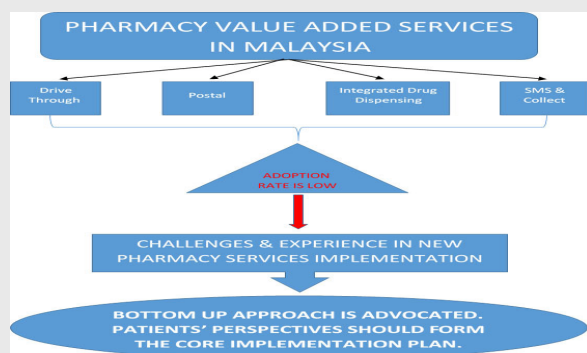 PHARMACY VALUE ADDED SERVICES
IN MALAYSIA
Drive
Through
Postal
Integrated Drug
Dispensing
SMS &
Collect
ADOPTION
RATE IS LOW
CHALLENGES & EXPERIENCE IN NEW
PHARMACY SERVICES IMPLEMENTATION
BOTTOM UP APPROACH IS ADVOCATED.
PATIENTS' PERSPECTIVES SHOULD FORM
THE CORE IMPLEMENTATION PLAN.